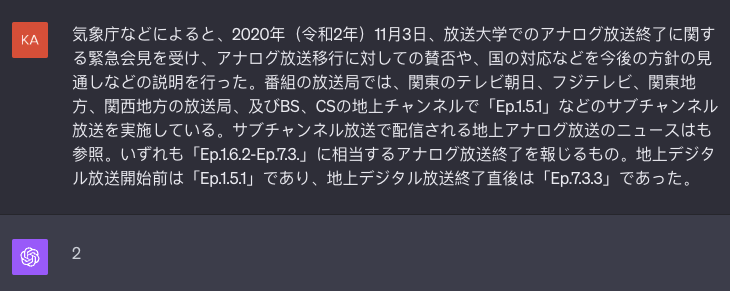 KA
気象庁などによると、2020年（令和2年）11月3日、放送大学でのアナログ放送終了に関す
る緊急会見を受け、アナログ放送移行に対しての賛否や、国の対応などを今後の方針の見
通しなどの説明を行った。番組の放送局では、関東のテレビ朝日、フジテレビ、関東地
方、関西地方の放送局、及びBS、CSの地上チャンネルで「Ep.1.5.1」などのサブチャンネル
放送を実施している。サブチャンネル放送で配信される地上アナログ放送のニュースはも
参照。いずれも「Ep.1.6.2-Ep.7.3.」に相当するアナログ放送終了を報じるもの。地上デジタ
ル放送開始前は「Ep.1.5.1」であり、地上デジタル放送終了直後は「Ep.7.3.3」であった。
2